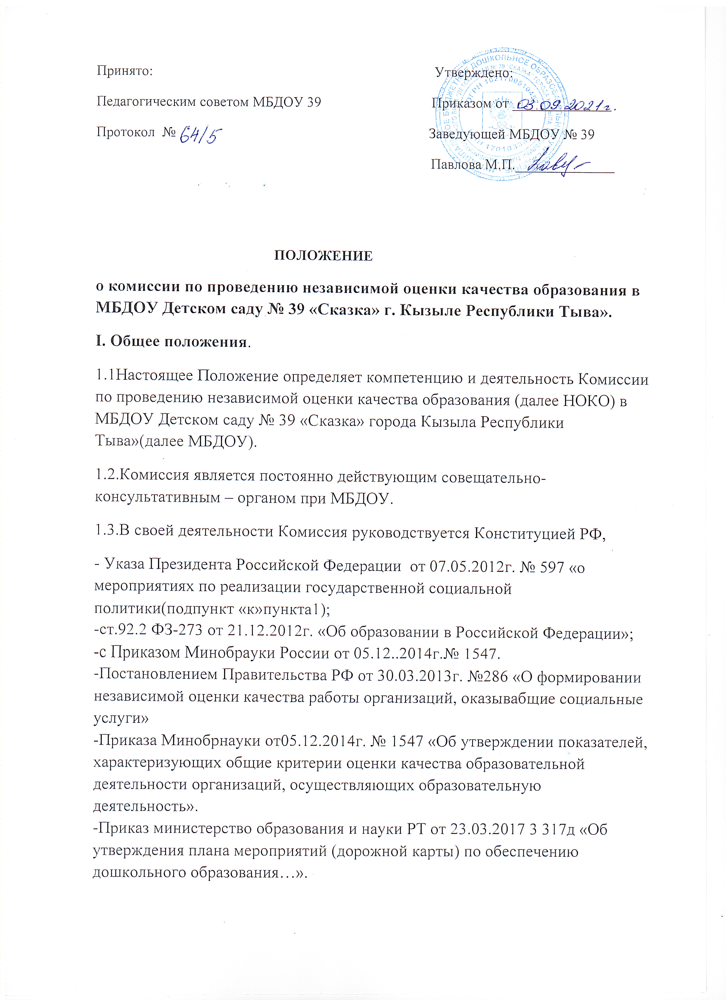 Принято:
Утверждено:
Педагогическим советом МБДОУ 39
Приказом от 03.09.2021г.
Протокол № 64/5
Заведующей МБДОУ № 39
Павлова М.П.
ДОШКОЛЬНОЕ
ОГРН
ПОЛОЖЕНИЕ
о комиссии по проведению независимой оценки качества образования в
МБДОУ Детском саду № 39 «Сказка» г. Кызыле Республики Тыва».
I. Общее положения.
1.1Настоящее Положение определяет компетенцию и деятельность Комиссии
по проведению независимой оценки качества образования (далее НОКО) в
МБДОУ Детском саду № 39 «Сказка» города Кызыла Республики
Тыва»(далее МБДОУ).
1.2.Комиссия является постоянно действующим совещательно-
консультативным – органом при МБДОУ.
1.3.В своей деятельности Комиссия руководствуется Конституцией РФ,
- Указа Президента Российской Федерации от 07.05.2012г. № 597 «о
мероприятиях по реализации государственной социальной
политики(подпункт «к»пункта1);
-ст.92.2 ФЗ-273 от 21.12.2012г. «Об образовании в Российской Федерации»;
-с Приказом Минобрауки России от 05.12..2014г.№ 1547.
-Постановлением Правительства РФ от 30.03.2013г. №286 «О формировании
независимой оценки качества работы организаций, оказывабщие социальные
услуги»
-Приказа Минобрнауки от05.12.2014г. № 1547 «Об утверждении показателей,
характеризующих общие критерии оценки качества образовательной
деятельности организаций, осуществляющих образовательную
деятельность».
-Приказ министерство образования и науки РТ от 23.03.2017 3 317д «Об
утверждения плана мероприятий (дорожной карты) по обеспечению
дошкольного образования…».